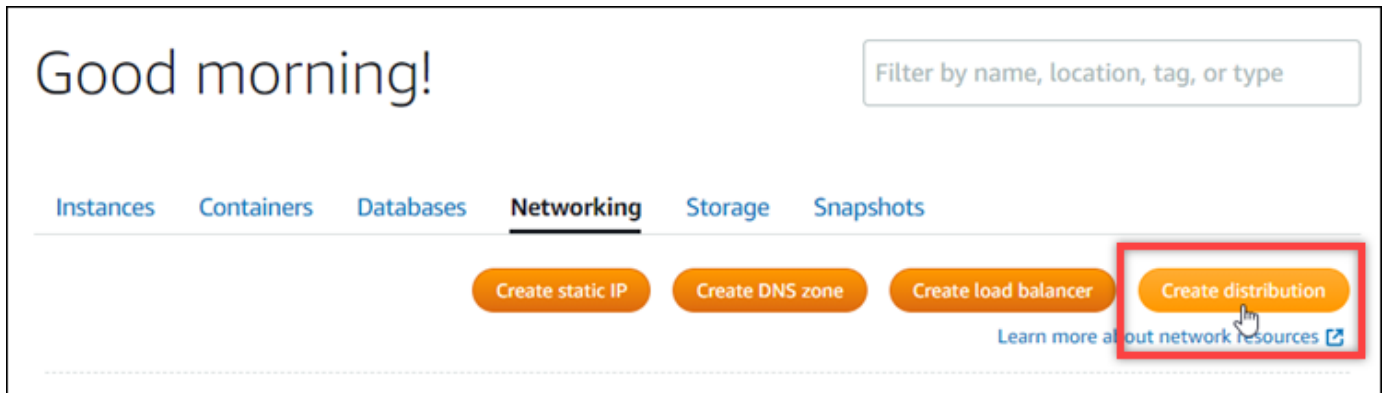 Good morning!
Filter by name, location, tag, or type
Instances Containers Databases Networking Storage Snapshots
Create static IP Create DNS zone Create load balancer Create distribution
Learn more about network resources